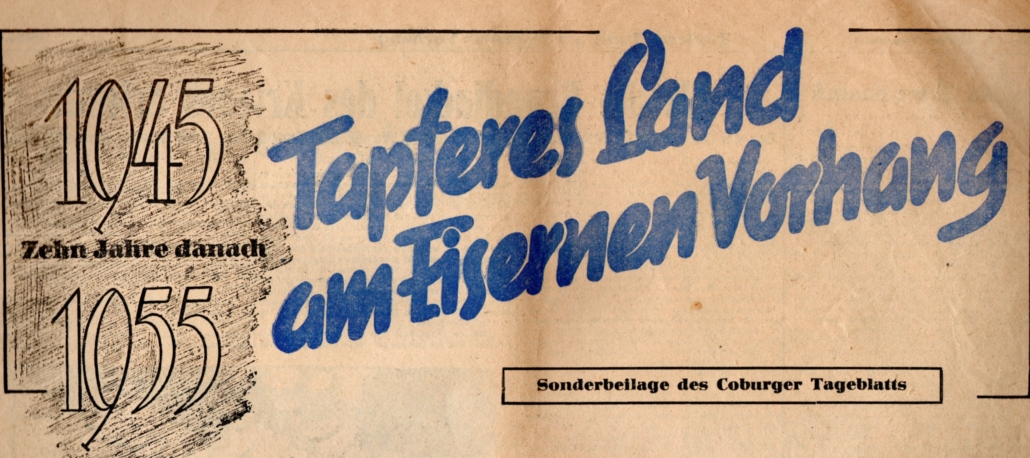 1945
Zehn Jahre danach
1955
Tapferes Land
am Eisernen Vorhang
Sonderbeilage des Coburger Tageblatts